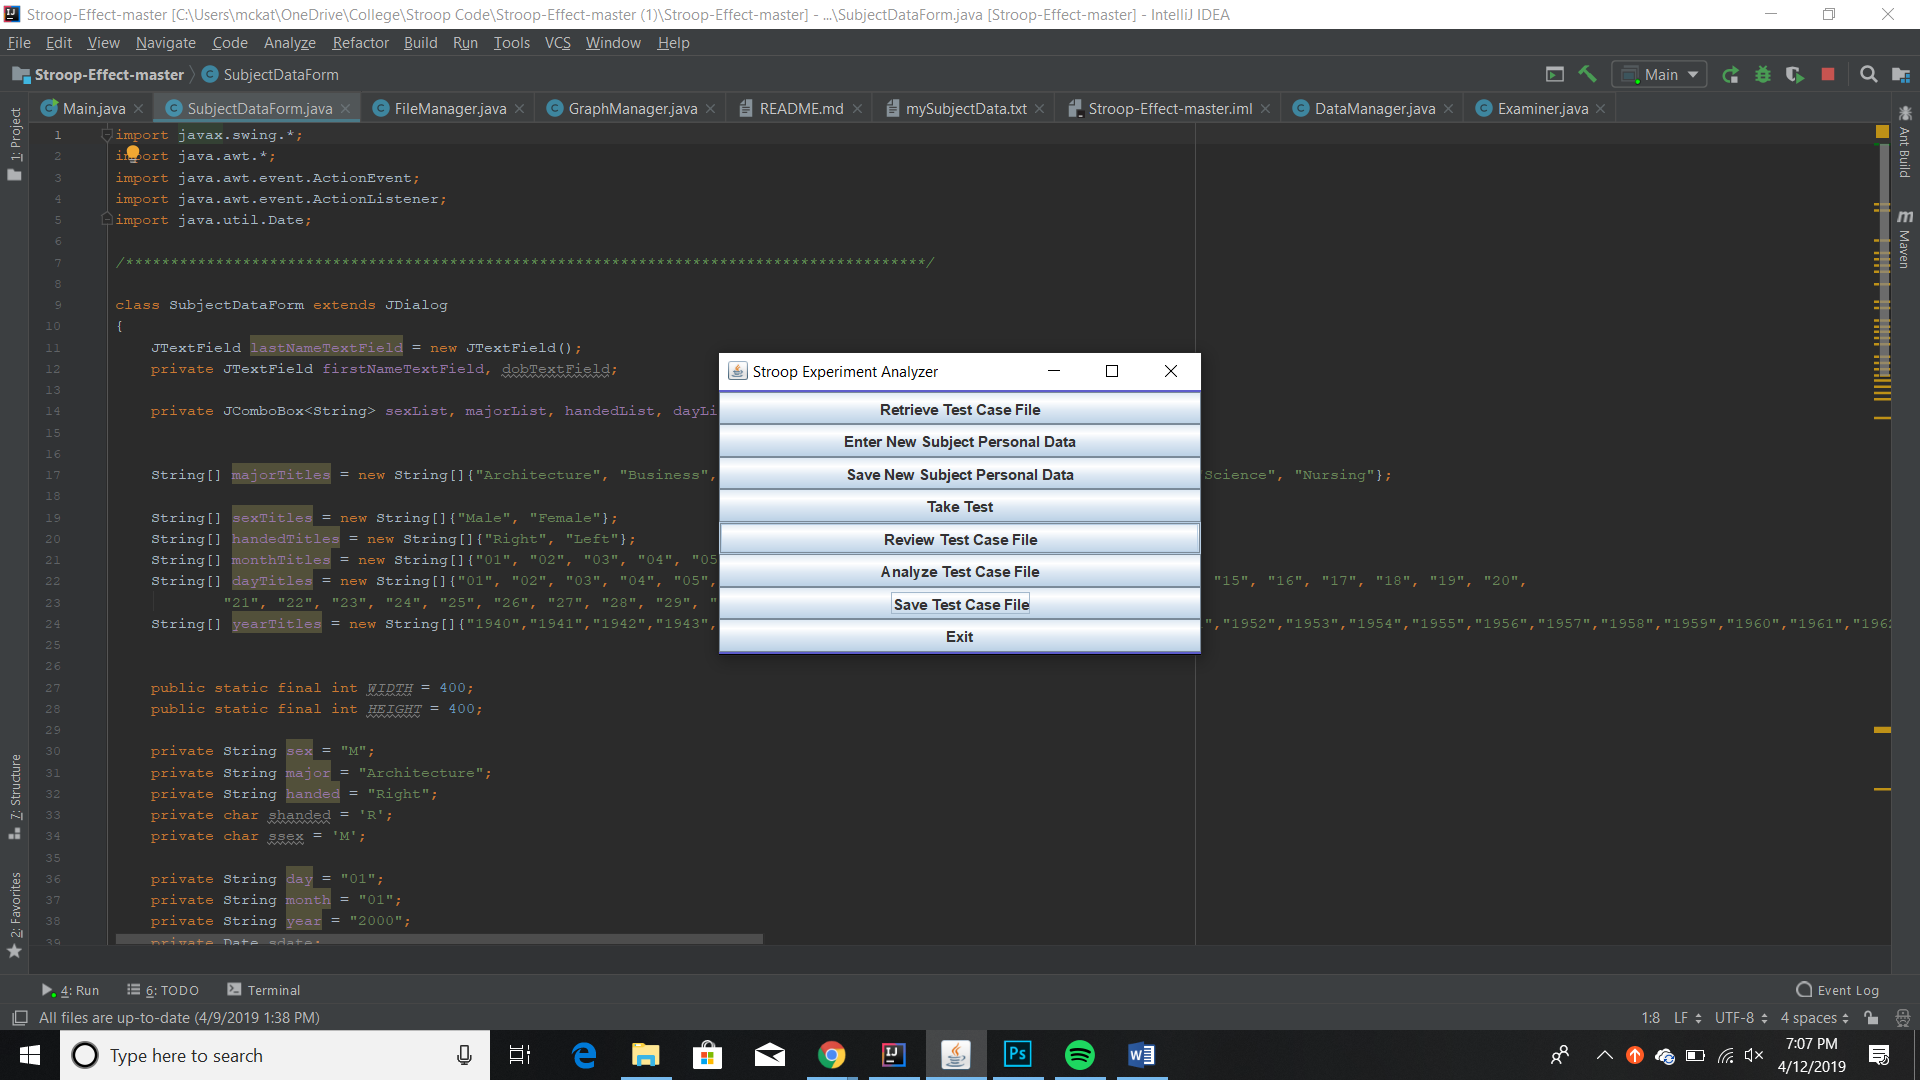 Stroop-Effect-master [C:\Users\mckat\OneDrive\College\Stroop Code\Stroop-Effect-master (1)\Stroop-Effect-master] - ...\SubjectDataForm.java [Stroop-Effect-master] - IntelliJ IDEA
File Edit View Navigate Code Analyze Refactor Build Run Tools VCS Window Help
Stroop-Effect-master SubjectDataForm Main
Main.java SubjectDataForm.java FileManager.java GraphManager.java README.md mySubjectData.txt Stroop-Effect-master.iml DataManager.java Examiner.java
1: Project
Ant Build
Maven
7: Structure
2: Favorites
1 import javax.swing.*;
2 import java.awt.*;
3 import java.awt.event.ActionEvent;
4 import java.awt.event.ActionListener;
5 import java.util.Date;
6
7 /*****************************************************************************************/
8
9 class SubjectDataForm extends JDialog
10 {
11 JTextField lastNameTextField = new JTextField();
12 private JTextField firstNameTextField, dobTextField;
13
14 private JComboBox<String> sexList, majorList, handedList, dayLi
15
16
17 String[] majorTitles = new String[]{"Architecture", "Business", Science", "Nursing"};
18
19 String[] sexTitles = new String[]{"Male", "Female"};
20 String[] handedTitles = new String[]{"Right", "Left"};
21 String[] monthTitles = new String[]{"01", "02", "03", "04", "05
22 String[] dayTitles = new String[]{"01", "02", "03", "04", "05", "15", "16", "17", "18", "19", "20",
23 "21", "22", "23", "24", "25", "26", "27", "28", "29", "
24 String[] yearTitles = new String[]{"1940","1941","1942","1943", ","1952","1953","1954","1955","1956","1957","1958","1959","1960","1961","1962
25
26
27 public static final int WIDTH = 400;
28 public static final int HEIGHT = 400;
29
30 private String sex = "M";
31 private String major = "Architecture";
32 private String handed = "Right";
33 private char shanded = 'R';
34 private char ssex = 'M';
35
36 private String day = "01";
37 private String month = "01";
38 private String year = "2000";
39 private Date sdate;
Stroop Experiment Analyzer
Retrieve Test Case File
Enter New Subject Personal Data
Save New Subject Personal Data
Take Test
Review Test Case File
Analyze Test Case File
Save Test Case File
Exit
4: Run 6: TODO Terminal Event Log
All files are up-to-date (4/9/2019 1:38 PM) 1:8 LF UTF-8 4 spaces
Type here to search
7:07 PM
4/12/2019